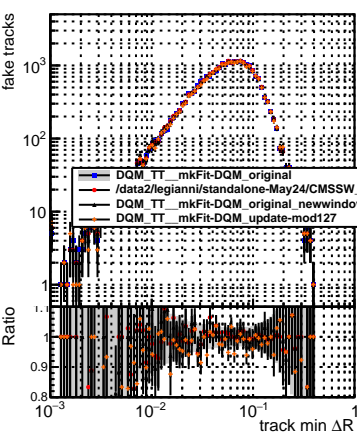 fake tracks
10³
10²
10
1
DQM_TT__mkFit-DQM_original
/data2/legianni/standalone-May24/CMSSW_
DQM_TT__mkFit-DQM_original_newwindo
DQM_TT__mkFit-DQM_update-mod127
Ratio
1.1
1
0.9
0.8
10⁻³
10⁻²
10⁻¹
1
track min ΔR